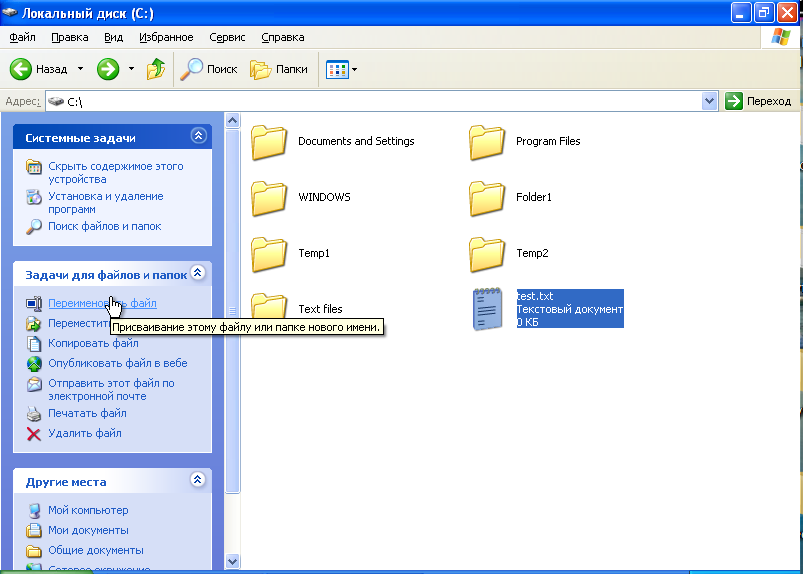 Локальный диск (C:)
Файл Правка Вид Избранное Сервис Справка
Назад Поиск Папки
Адрес: C:\ Переход
Системные задачи
Скрыть содержимое этого
устройства
Установка и удаление
программ
Поиск файлов и папок
Задачи для файлов и папок
Переименовать файл
Переместит
Копировать файл
Опубликовать файл в вебе
Отправить этот файл по
электронной почте
Печатать файл
Удалить файл
Другие места
Мой компьютер
Мои документы
Общие документы
Сетевое окружение
Documents and Settings
Program Files
WINDOWS
Folder1
Temp1
Temp2
Text files
test.txt
Текстовый документ
0 КБ
Присваивание этому файлу или папке нового имени.